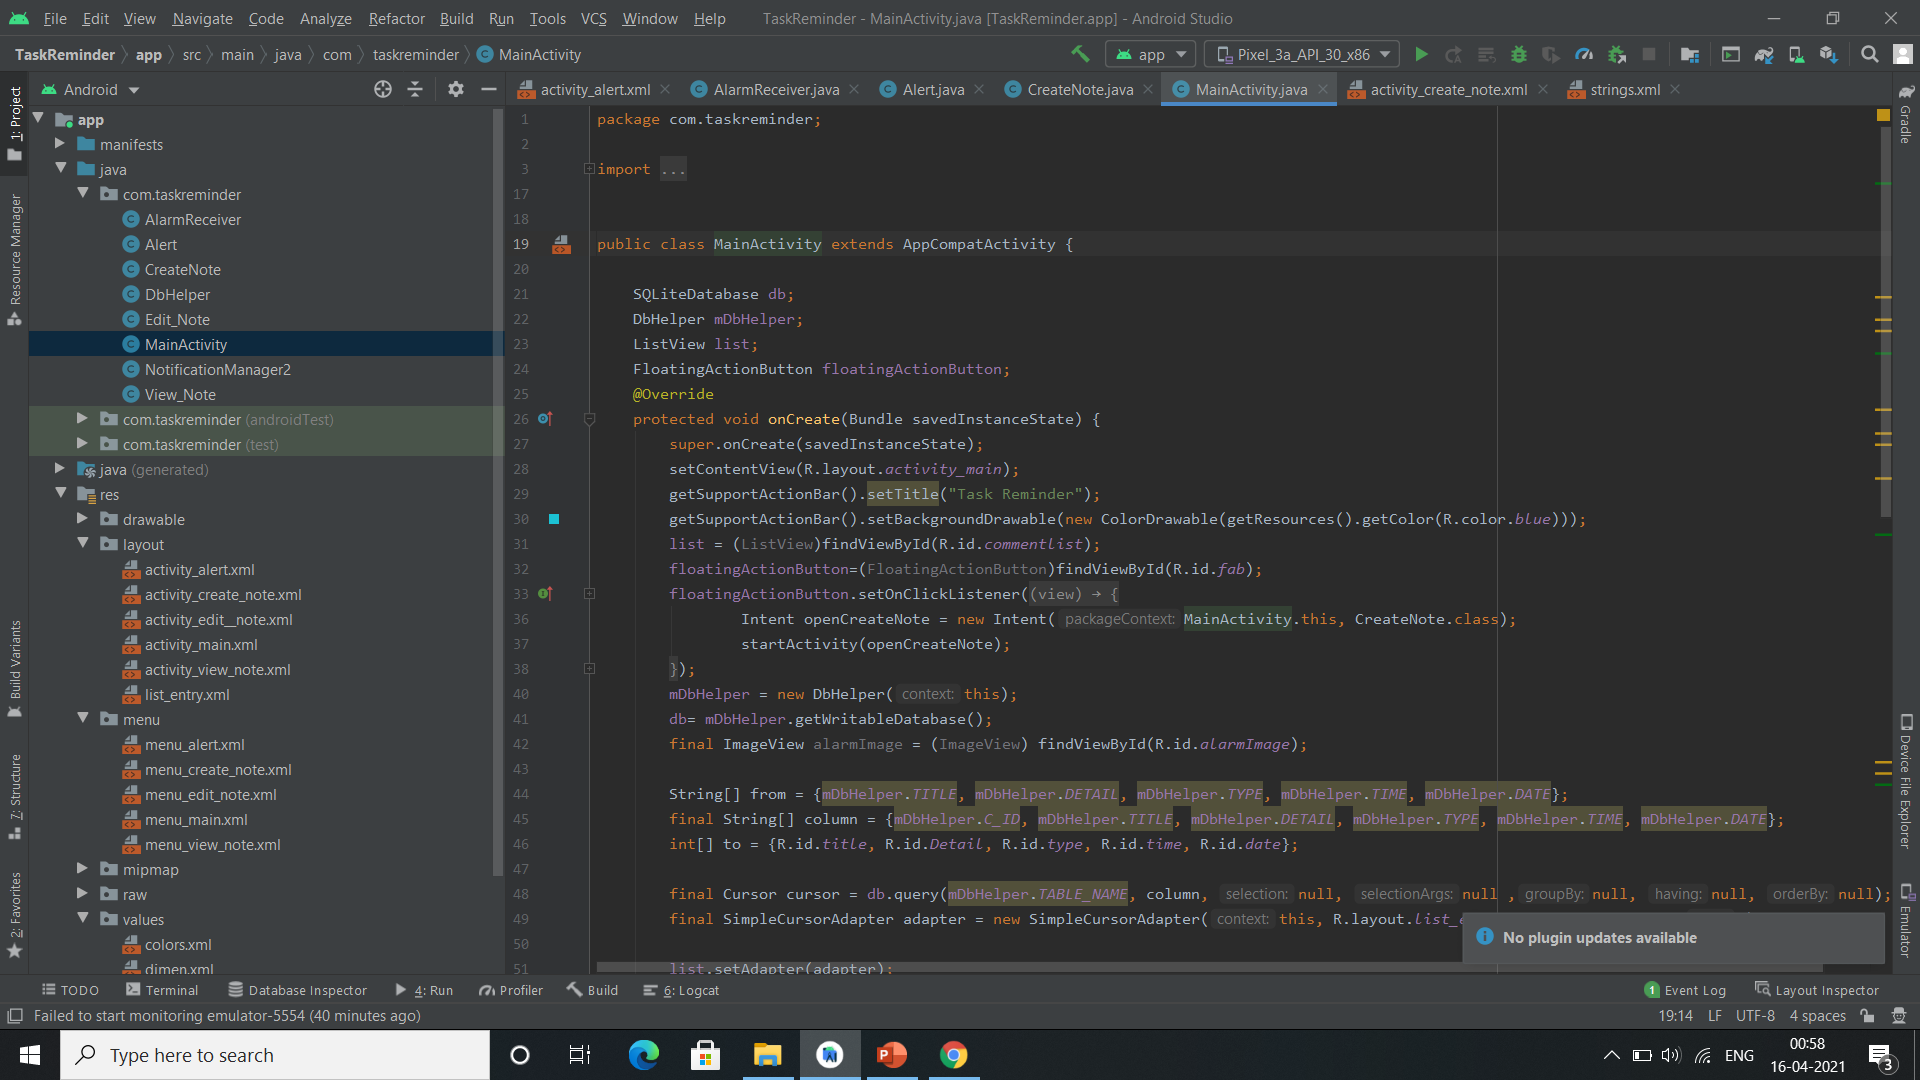 File Edit View Navigate Code Analyze Refactor Build Run Tools VCS Window Help TaskReminder - MainActivity.java [TaskReminder.app] - Android Studio
TaskReminder app src main java com taskreminder MainActivity app Pixel_3a_API_30_x86
Android
activity_alert.xml AlarmReceiver.java Alert.java CreateNote.java MainActivity.java activity_create_note.xml strings.xml
1: Project
Resource Manager
Build Variants
7: Structure
2: Favorites
app
manifests
java
com.taskreminder
AlarmReceiver
Alert
CreateNote
DbHelper
Edit_Note
MainActivity
NotificationManager2
View_Note
com.taskreminder (androidTest)
com.taskreminder (test)
java (generated)
res
drawable
layout
activity_alert.xml
activity_create_note.xml
activity_edit__note.xml
activity_main.xml
activity_view_note.xml
list_entry.xml
menu
menu_alert.xml
menu_create_note.xml
menu_edit_note.xml
menu_main.xml
menu_view_note.xml
mipmap
raw
values
colors.xml
dimen.xml
1 package com.taskreminder;
2
3 import ...
17
18
19 public class MainActivity extends AppCompatActivity {
20
21 SQLiteDatabase db;
22 DbHelper mDbHelper;
23 ListView list;
24 FloatingActionButton floatingActionButton;
25 @Override
26 protected void onCreate(Bundle savedInstanceState) {
27 super.onCreate(savedInstanceState);
28 setContentView(R.layout.activity_main);
29 getSupportActionBar().setTitle("Task Reminder");
30 getSupportActionBar().setBackgroundDrawable(new ColorDrawable(getResources().getColor(R.color.blue)));
31 list = (ListView)findViewById(R.id.commentlist);
32 floatingActionButton=(FloatingActionButton)findViewById(R.id.fab);
33 floatingActionButton.setOnClickListener((view) → {
36 Intent openCreateNote = new Intent( packageContext: MainActivity.this, CreateNote.class);
37 startActivity(openCreateNote);
38 });
40 mDbHelper = new DbHelper( context: this);
41 db= mDbHelper.getWritableDatabase();
42 final ImageView alarmImage = (ImageView) findViewById(R.id.alarmImage);
43
44 String[] from = {mDbHelper.TITLE, mDbHelper.DETAIL, mDbHelper.TYPE, mDbHelper.TIME, mDbHelper.DATE};
45 final String[] column = {mDbHelper.C_ID, mDbHelper.TITLE, mDbHelper.DETAIL, mDbHelper.TYPE, mDbHelper.TIME, mDbHelper.DATE};
46 int[] to = {R.id.title, R.id.Detail, R.id.type, R.id.time, R.id.date};
47
48 final Cursor cursor = db.query(mDbHelper.TABLE_NAME, column, selection: null, selectionArgs: null , groupBy: null, having: null, orderBy: null);
49 final SimpleCursorAdapter adapter = new SimpleCursorAdapter( context: this, R.layout.list_
50
51 list.setAdapter(adapter);
No plugin updates available
Gradle
Device File Explorer
Emulator
TODO Terminal Database Inspector 4: Run Profiler Build 6: Logcat 1 Event Log Layout Inspector
Failed to start monitoring emulator-5554 (40 minutes ago) 19:14 LF UTF-8 4 spaces
Type here to search
ENG
00:58
16-04-2021
3